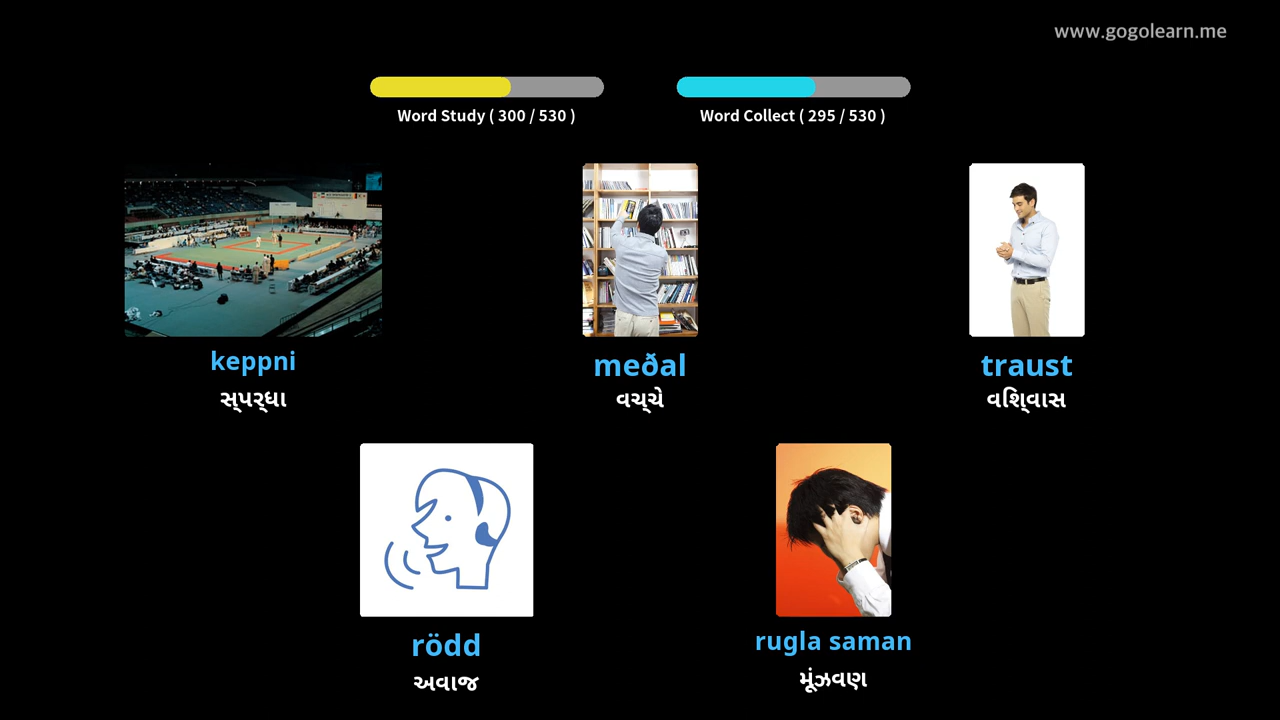 www.gogolearn.me
Word Study ( 300 / 530 )
Word Collect ( 295 / 530 )
keppni
સ્પર્ધા
meðal
વચ્ચે
traust
વિશ્વાસ
rödd
અવાજ
rugla saman
મૂંઝવણ